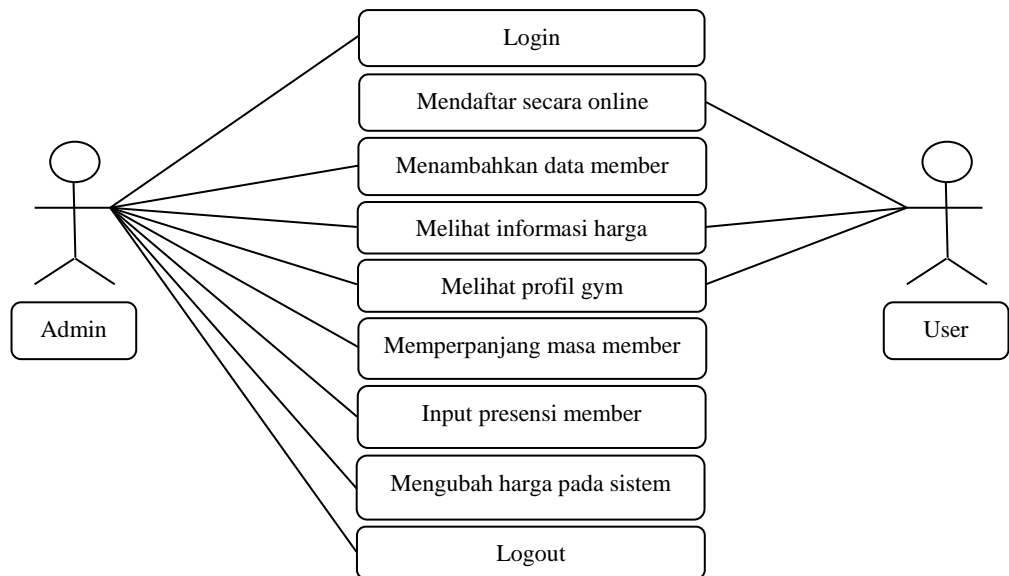 Login
Mendaftar secara online
Menambahkan data member
Melihat informasi harga
Melihat profil gym
Admin
User
Memperpanjang masa member
Input presensi member
Mengubah harga pada sistem
Logout